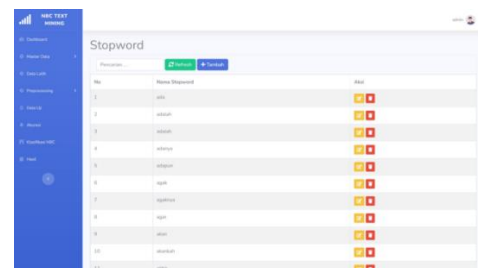 NBC TEXT
MINING
admin
Dashboard
Master Data
Data Latih
Preprocessing
Data Uji
Akurasi
Klasifikasi NBC
Hasil
Stopword
Pencarian ...
Refresh
Tambah
No Nama Stopword Aksi
1 ada
2 adalah
3
4 adanya
5 adapun
6 agak
7 agaknya
8 agar
9 akan
10 akankah